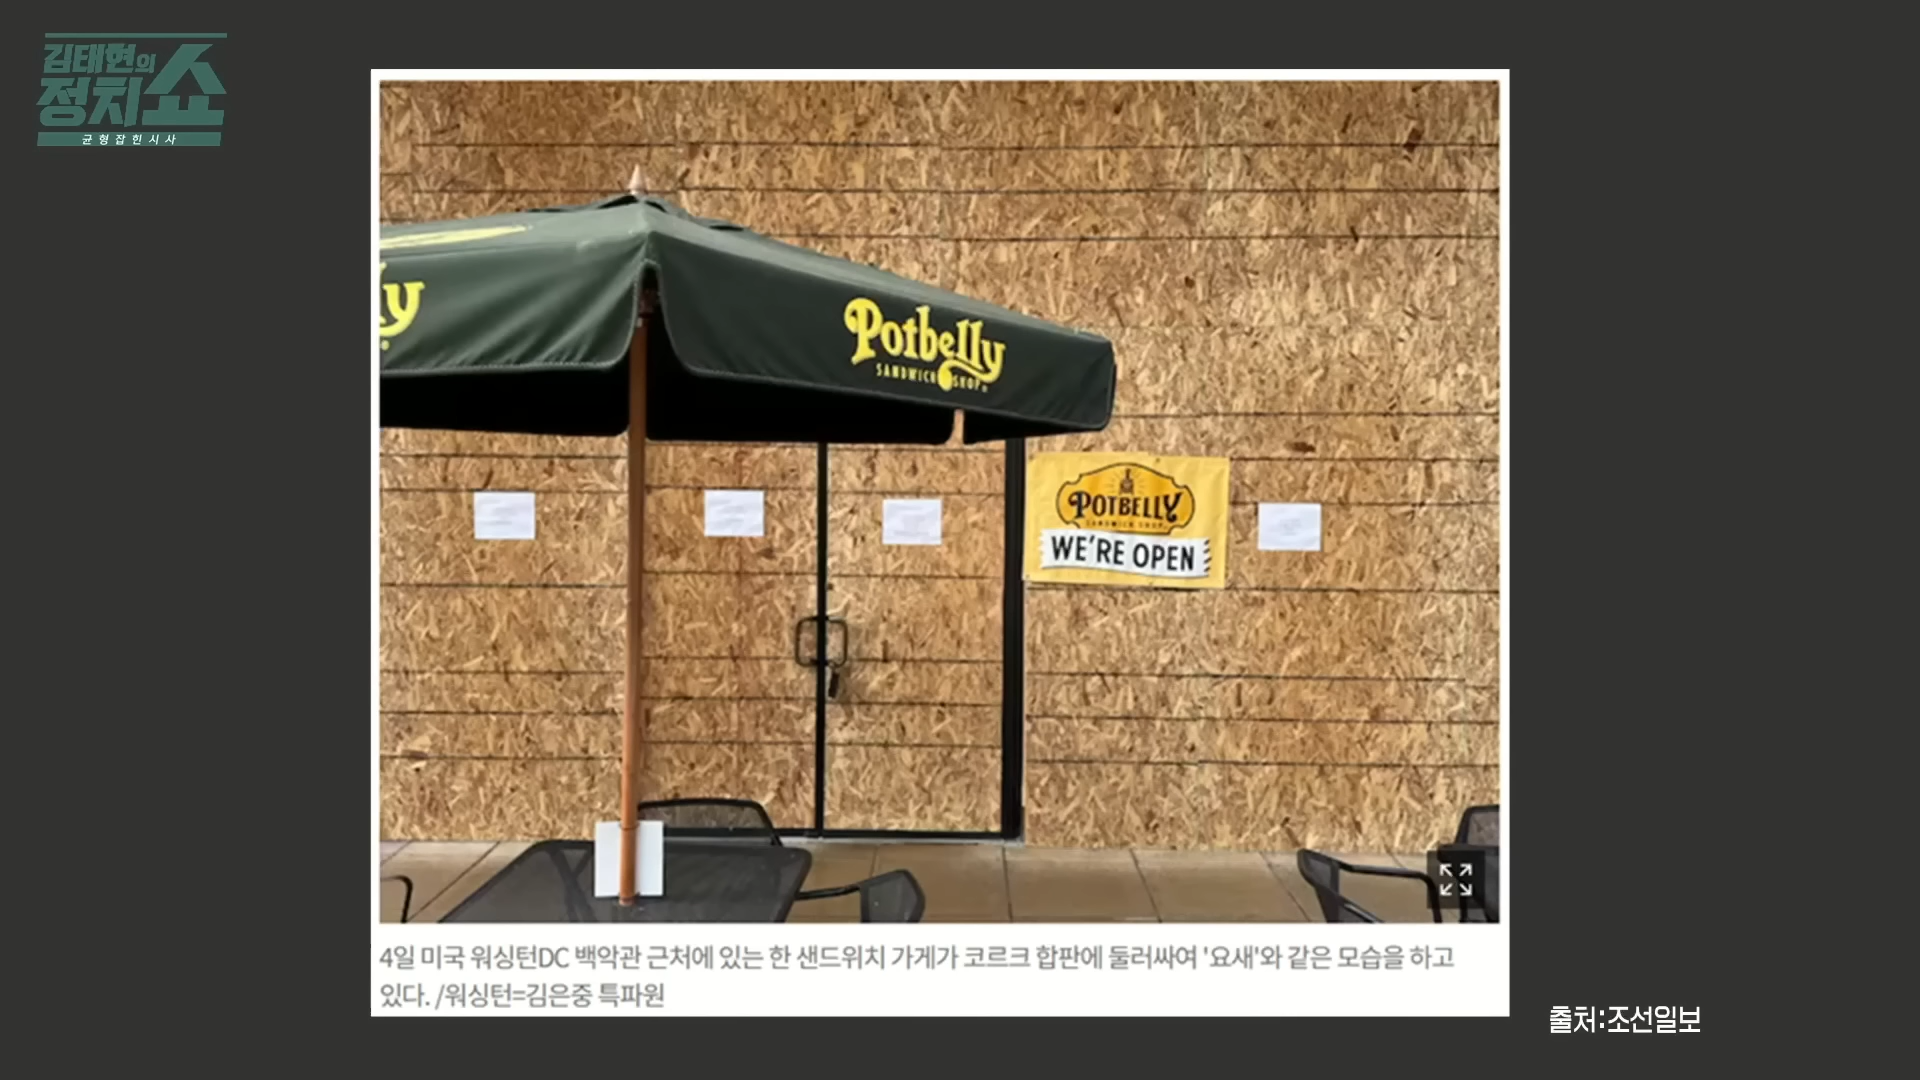 김태현의
정치쇼
균형잡힌시사
ly
Potbelly
SANDWICH SHOP
POTBELLY
SANDWICH SHOP
WE'RE OPEN
4일 미국 워싱턴DC 백악관 근처에 있는 한 샌드위치 가게가 코르크 합판에 둘러싸여 '요새'와 같은 모습을 하고
있다. /워싱턴=김은중 특파원
출처:조선일보